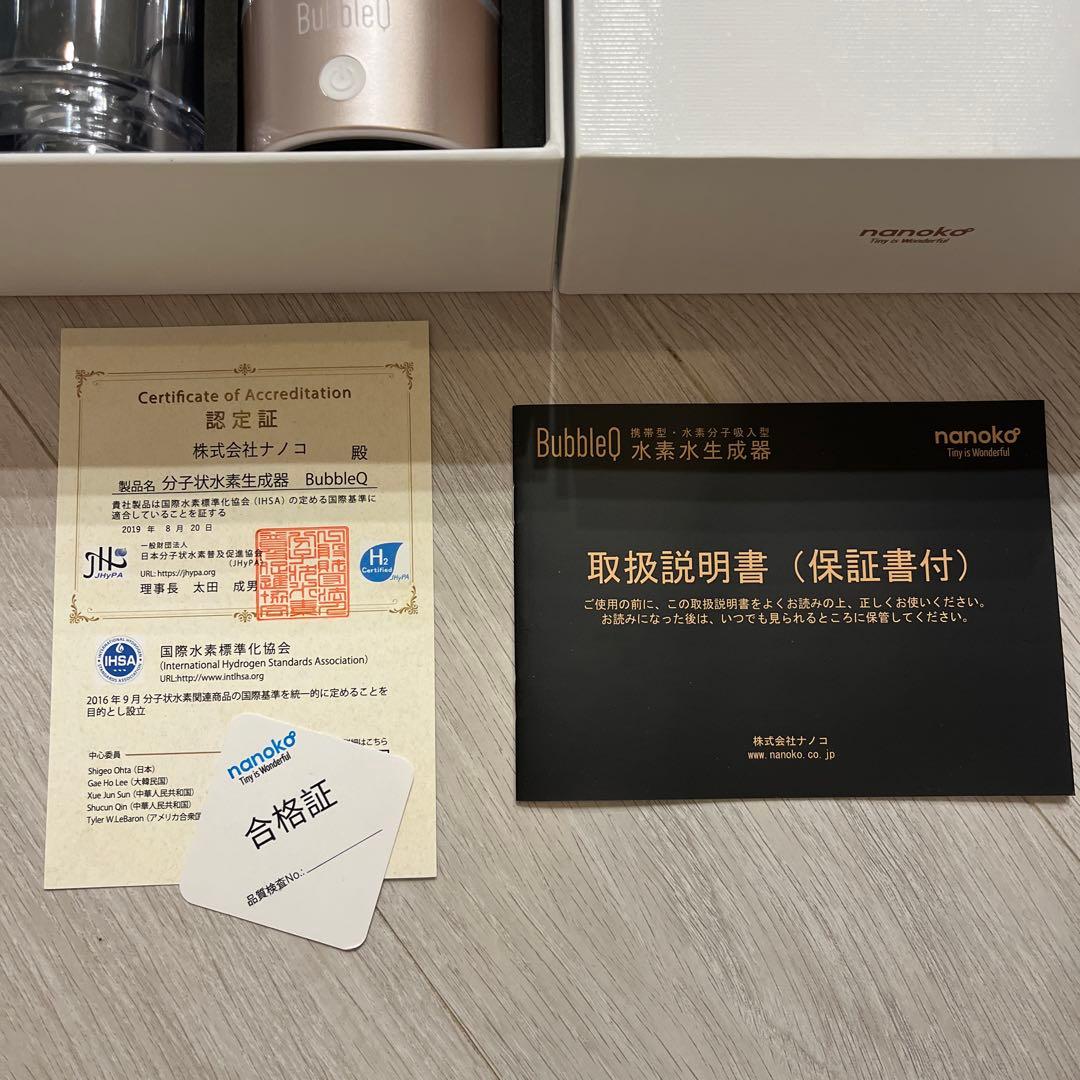 BubbleQ
nanoko
Tiny is Wonderful
Certificate of Accreditation
認定証
株式会社ナノコ 殿
製品名 分子状水素生成器 BubbleQ
貴社製品は国際水素標準化協会(IHSA)の定める国際基準に
適合していることを証する
2019 年 8 月 20 日
一般財団法人
日本分子状水素普及促進協会
(JHyPA)
URL: https://jhypa.org
理事長 太田 成男
JHyPA
H2
Certified
JHyPA
IHSA
国際水素標準化協会
(International Hydrogen Standards Association)
URL:http://www.intlhsa.org
2016 年 9 月 分子状水素関連商品の国際基準を統一的に定めることを
目的とし設立
はこちら
中心委員
Shigeo Ohta (日本)
Gae Ho Lee (大韓民国)
Xue Jun Sun (中華人民共和国)
Shucun Qin (中華人民共和国)
Tyler W.LeBaron (アメリカ合衆国
nanoko
Tiny is Wonderful
合格証
品質検査No.:
BubbleQ 携帯型・水素分子吸入型
水素水生成器
nanoko
Tiny is Wonderful
取扱説明書(保証書付)
ご使用の前に、この取扱説明書をよくお読みの上、正しくお使いください。
お読みになった後は、いつでも見られるところに保管してください。
株式会社ナノコ
www.nanoko.co.jp